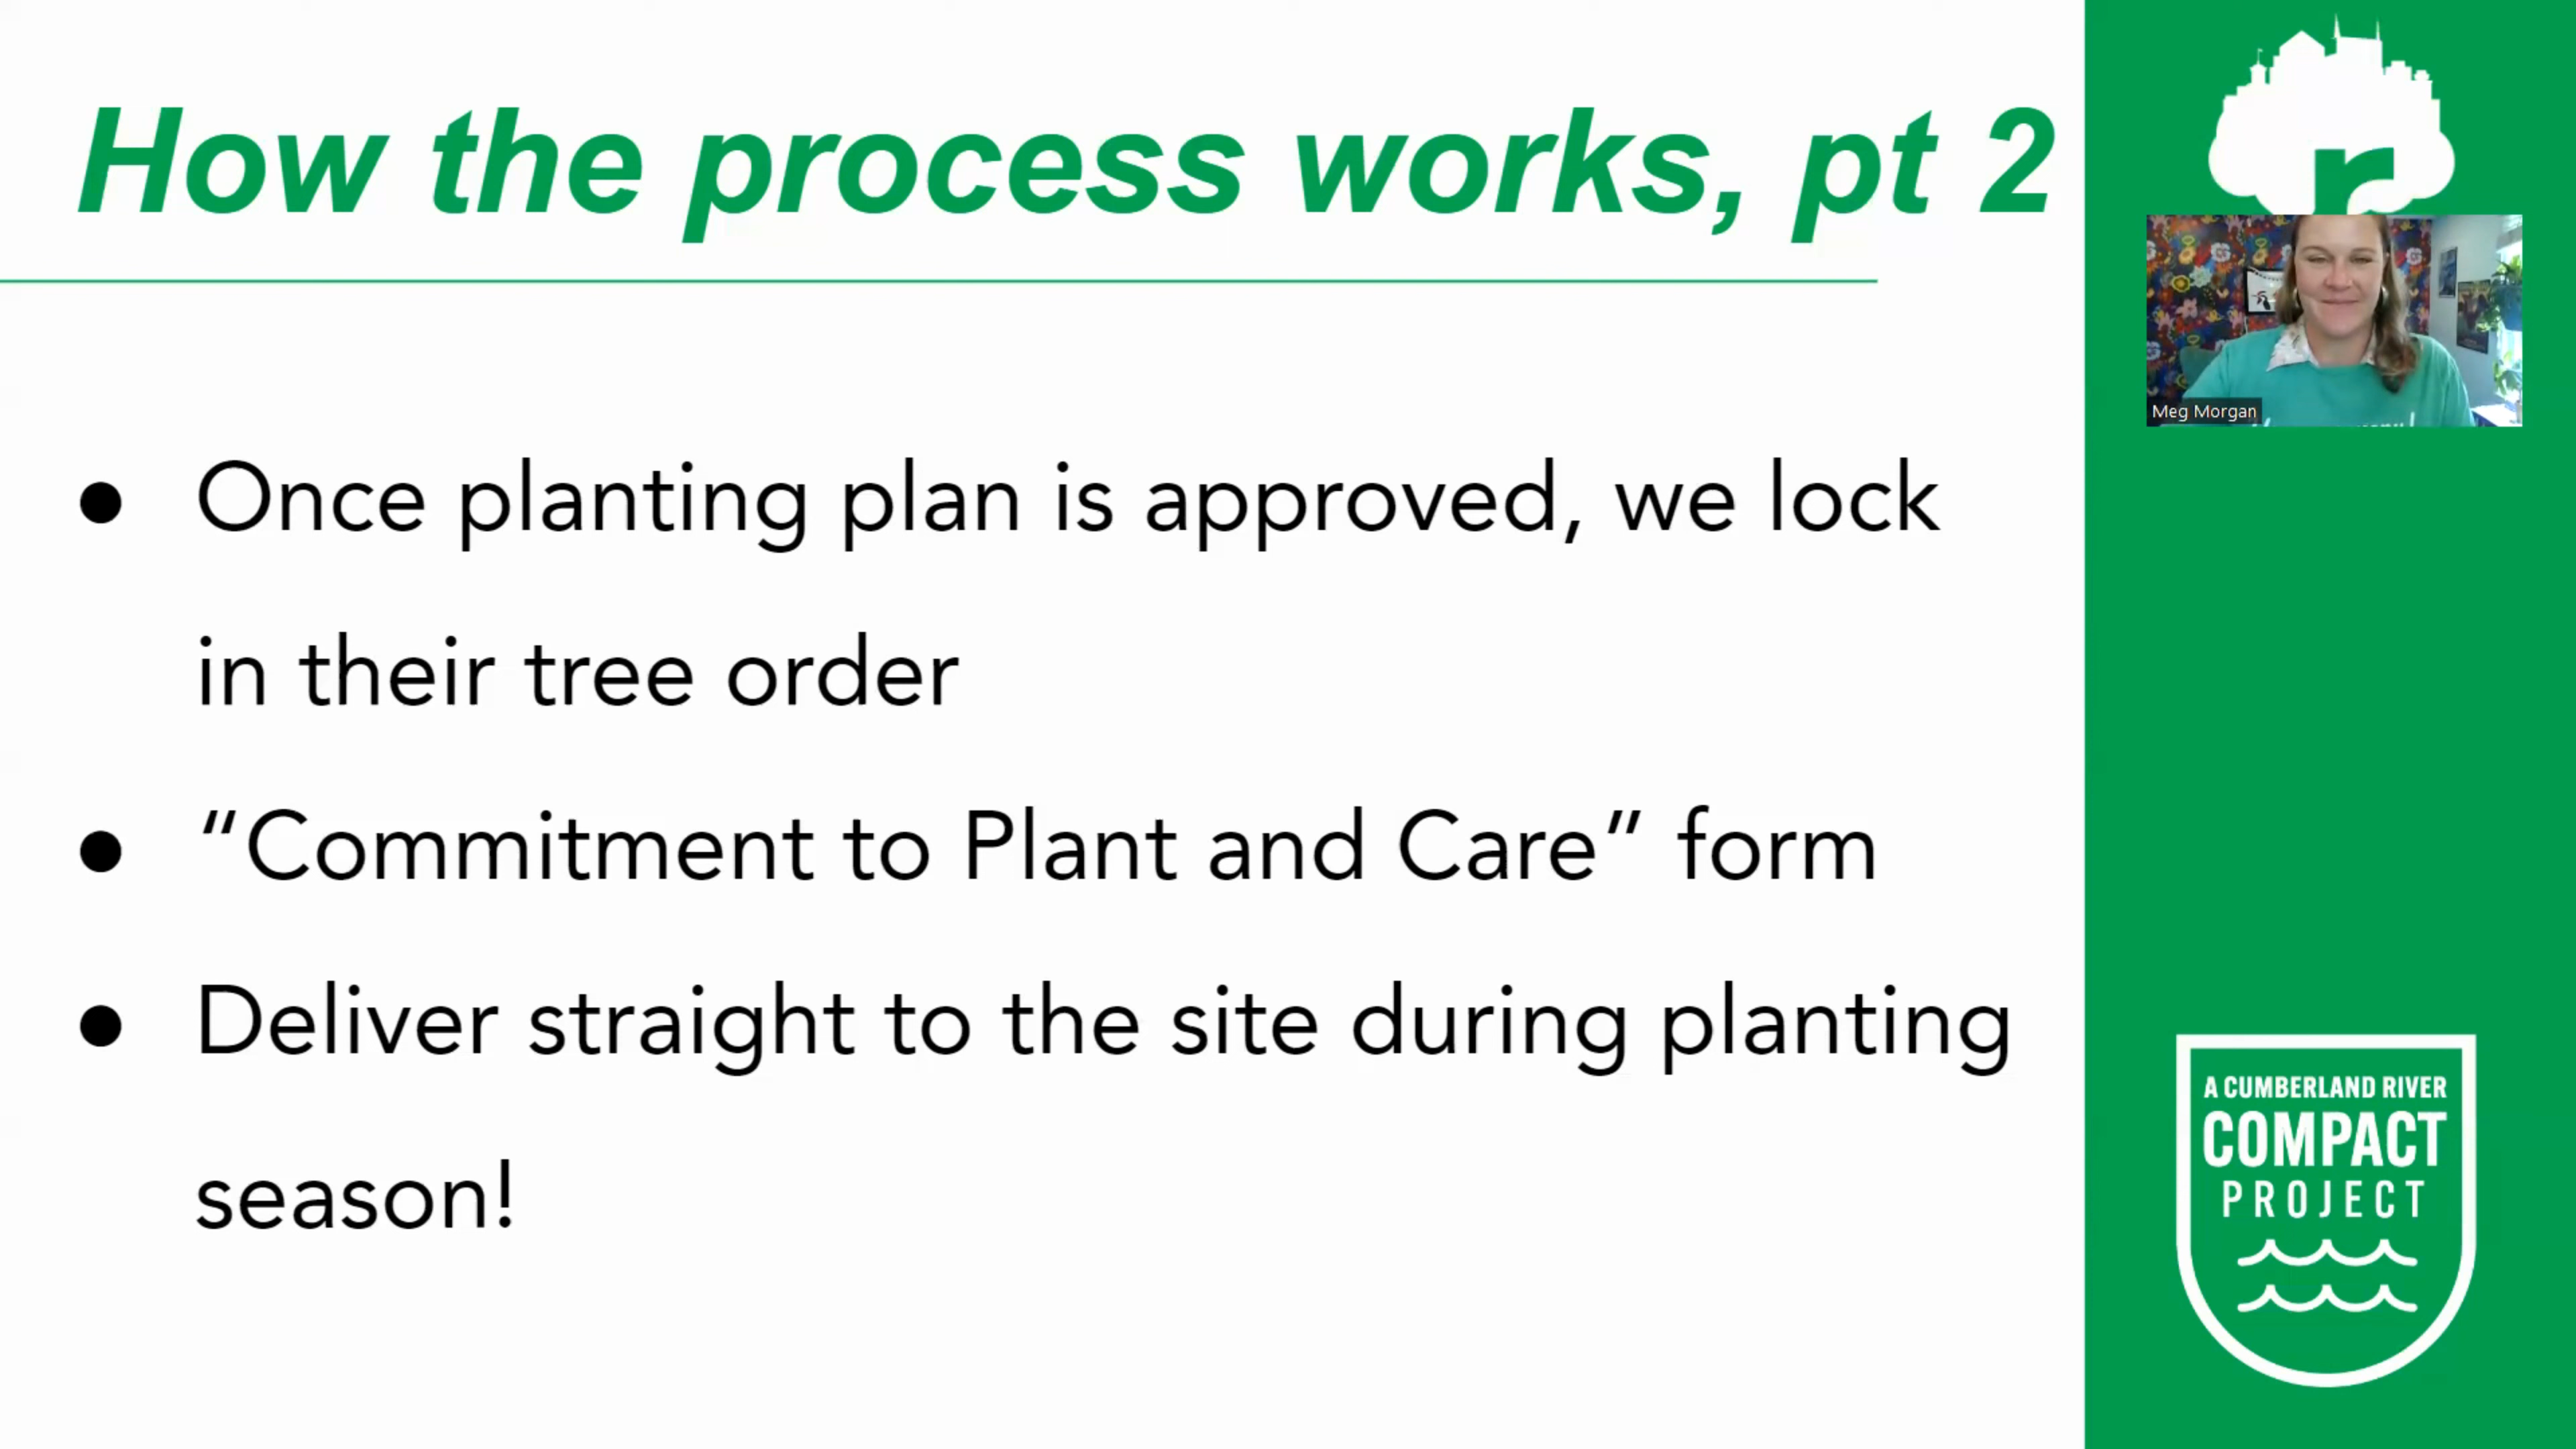 How the process works, pt 2
r
Meg Morgan
● Once planting plan is approved, we lock
in their tree order
● “Commitment to Plant and Care” form
● Deliver straight to the site during planting
season!
A CUMBERLAND RIVER
COMPACT
PROJECT